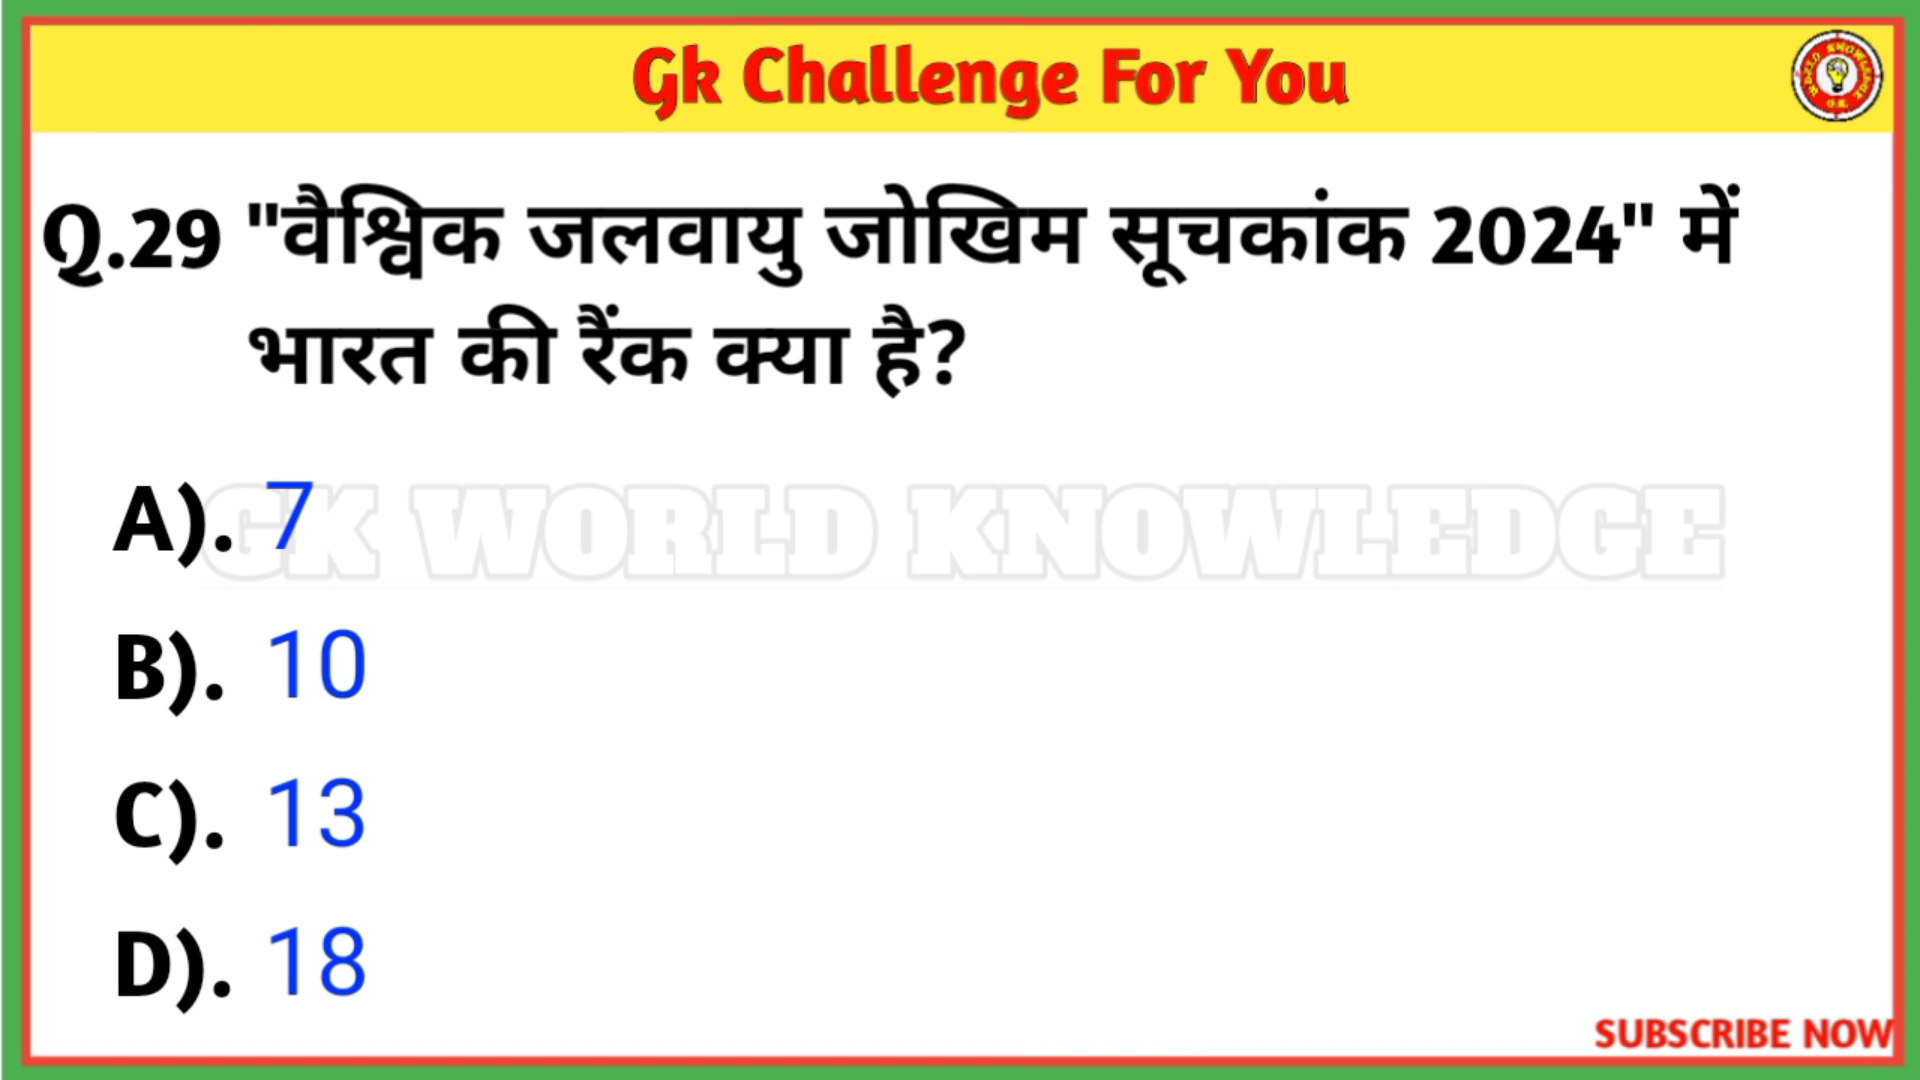 Gk Challenge For You
Q.29 "वैश्विक जलवायु जोखिम सूचकांक 2024" में
भारत की रैंक क्या है?
GK WORLD KNOWLEDGE
A). 7
B). 10
C). 13
D). 18
SUBSCRIBE NOW